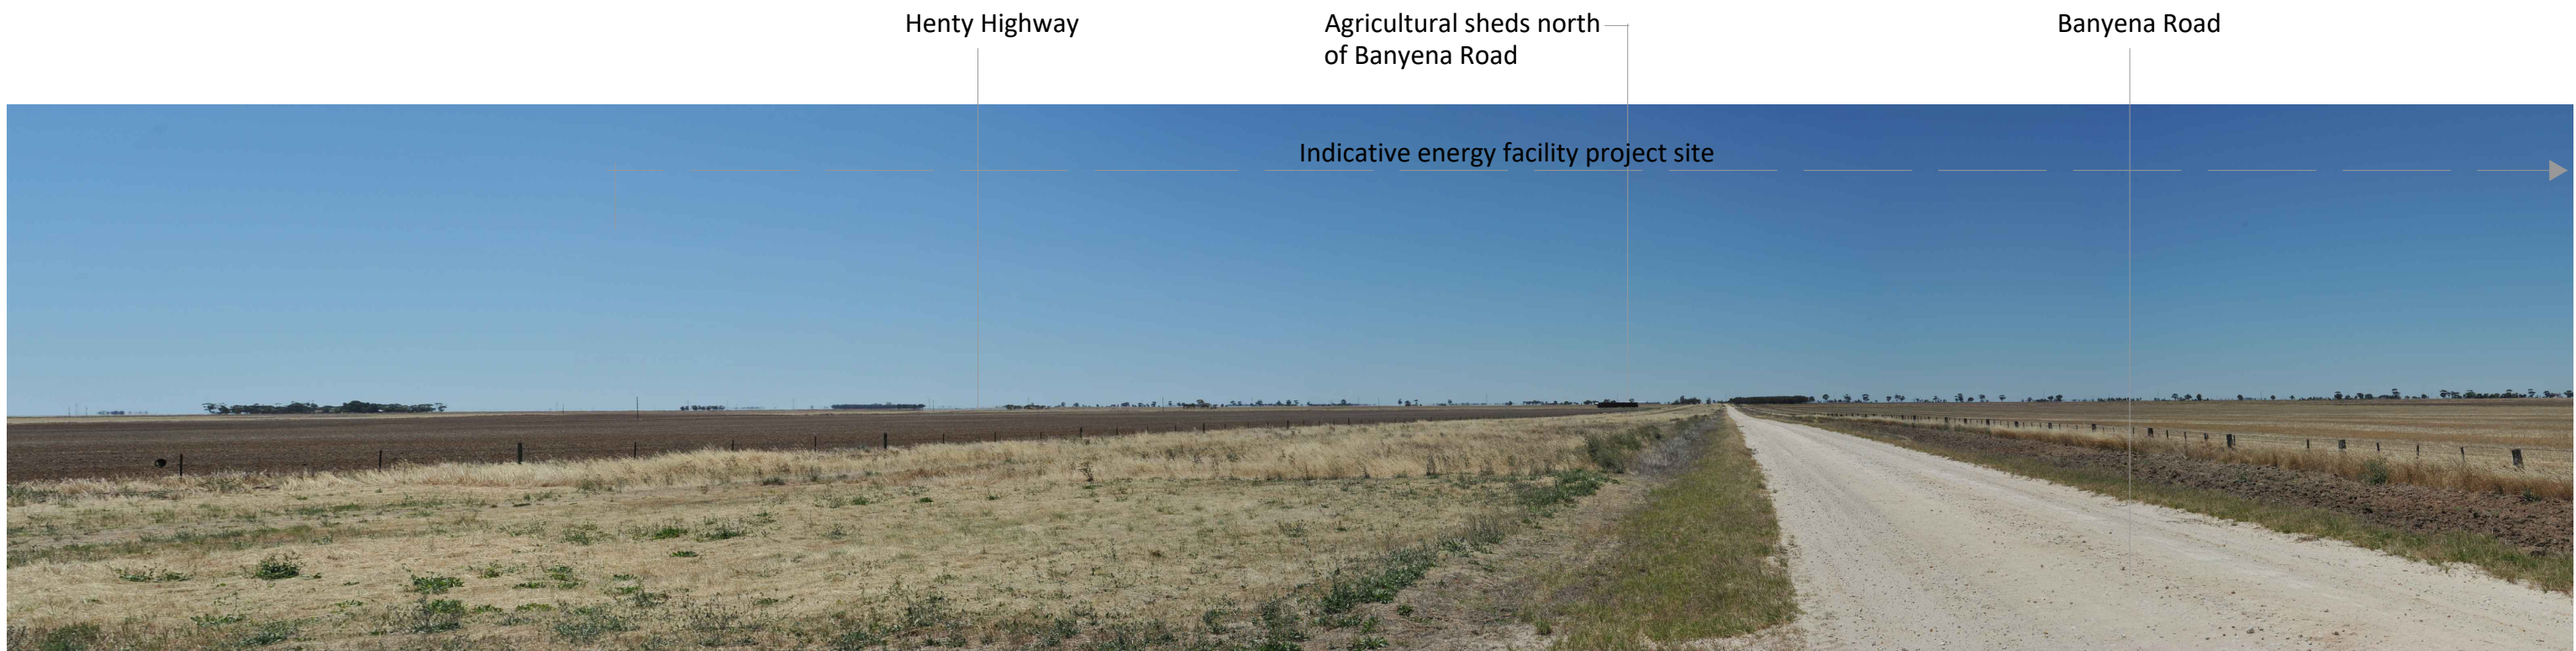 Henty Highway
Agricultural sheds north
of Banyena Road
Banyena Road
Indicative energy facility project site